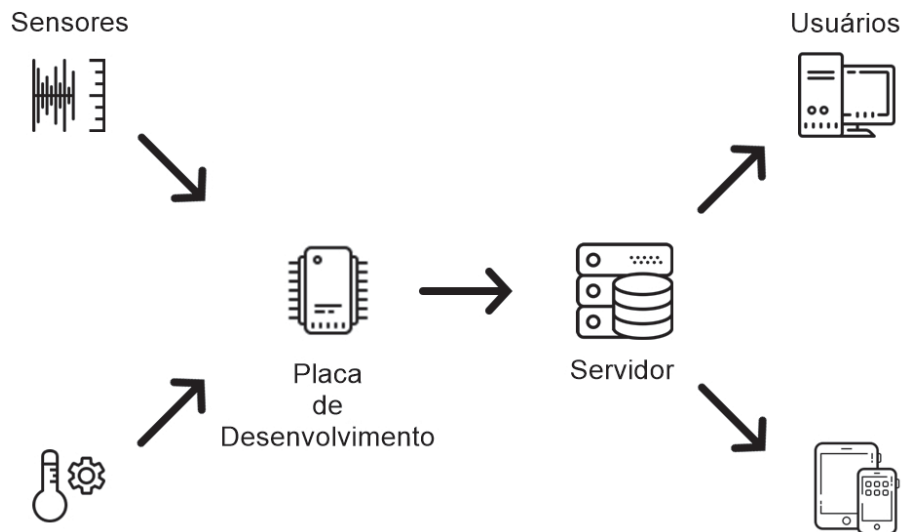 Sensores
Usuários
Placa
de
Desenvolvimento
Servidor